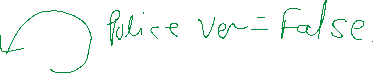 Police ver = False.